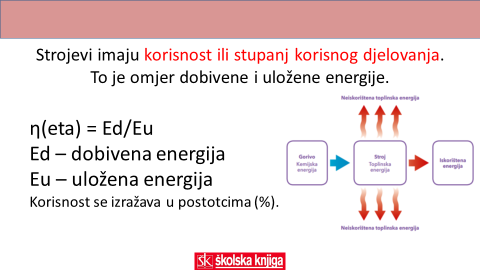 Strojevi imaju korisnost ili stupanj korisnog djelovanja.
To je omjer dobivene i uložene energije.
η(eta) = Ed/Eu
Ed – dobivena energija
Eu – uložena energija
Korisnost se izražava u postotcima (%).
Neiskorištena toplinska energija
Gorivo
Kemijska
energija
Stroj
Toplinska
energija
Iskorištena
energija
Neiskorištena toplinska energija
ŠK školska knjiga